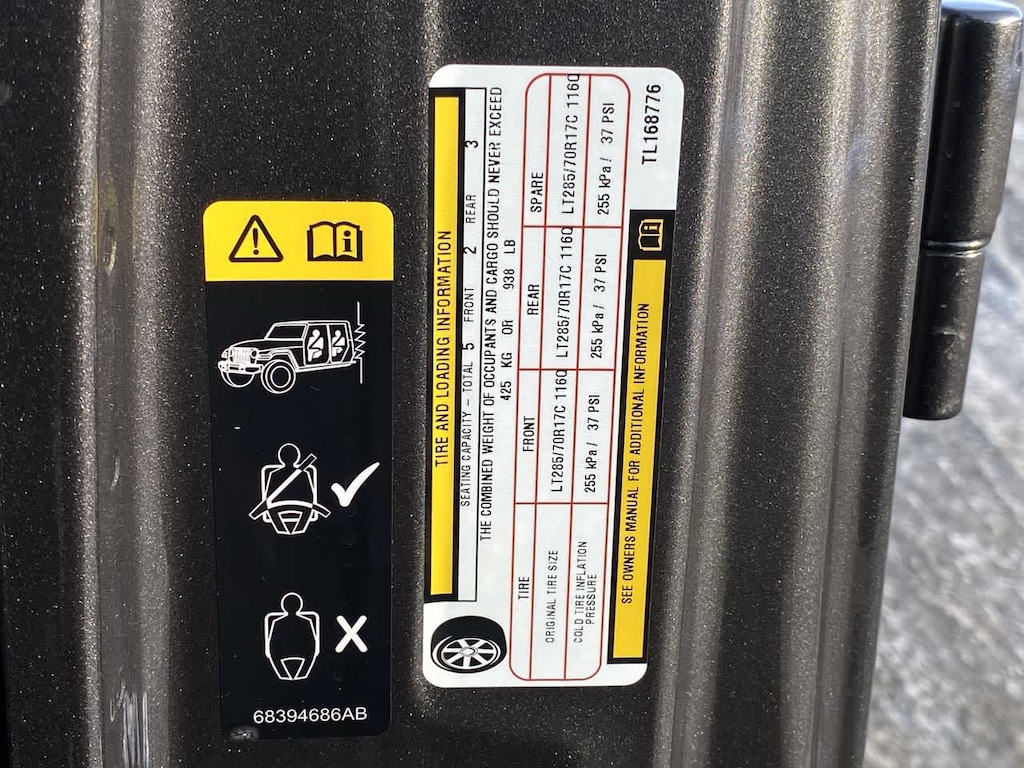 68394686AB
TIRE AND LOADING INFORMATION
SEATING CAPACITY - TOTAL 5 FRONT 2 REAR 3
THE COMBINED WEIGHT OF OCCUPANTS AND CARGO SHOULD NEVER EXCEED
425 KG OR 938 LB
TIRE FRONT REAR SPARE
ORIGINAL TIRE SIZE LT285/70R17C 116Q LT285/70R17C 116Q LT285/70R17C 116Q
COLD TIRE INFLATION
PRESSURE 255 kPa/ 37 PSI 255 kPa/ 37 PSI 255 kPa/ 37 PSI
SEE OWNERS MANUAL FOR ADDITIONAL INFORMATION
TL168776